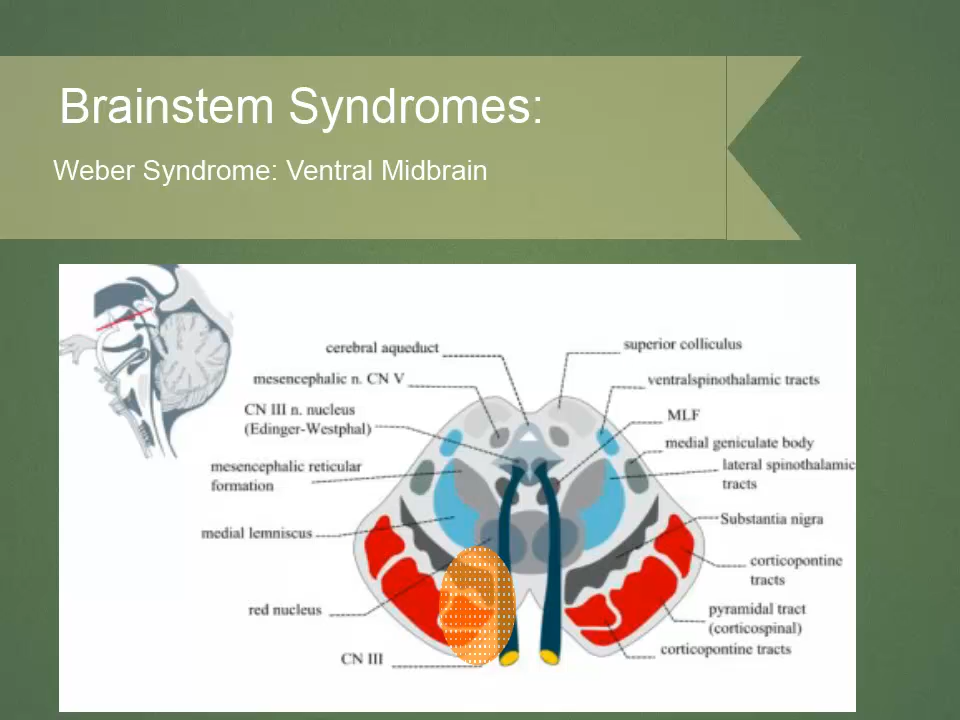 Brainstem Syndromes:
Weber Syndrome: Ventral Midbrain
cerebral aqueduct
mesencephalic n. CN V
CN III n. nucleus
(Edinger-Westphal)
mesencephalic reticular
formation
medial lemniscus
red nucleus
CN III
superior colliculus
ventralspinothalamic tracts
MLF
medial geniculate body
lateral spinothalamic
tracts
Substantia nigra
corticopontine
tracts
pyramidal tract
(corticospinal)
corticopontine tracts